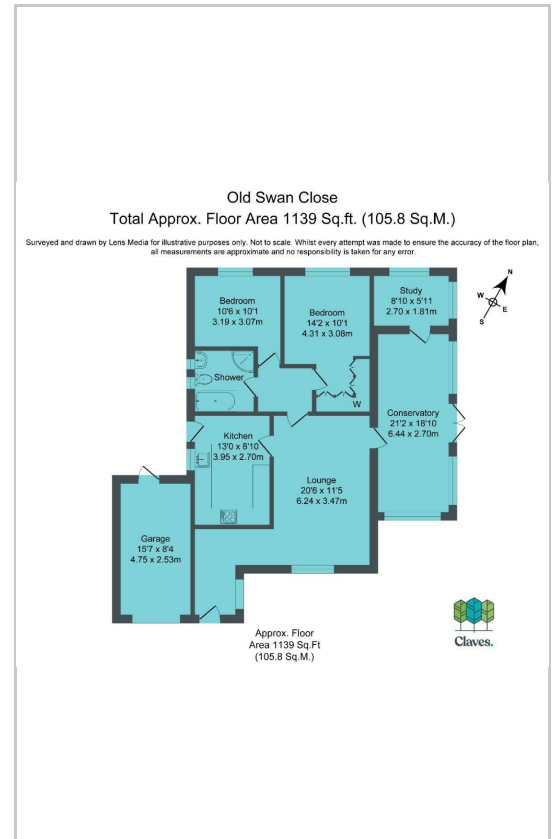 Old Swan Close
Total Approx. Floor Area 1139 Sq.ft. (105.8 Sq.M.)
Surveyed and drawn by Lens Media for illustrative purposes only. Not to scale. Whilst every attempt was made to ensure the accuracy of the floor plan,
all measurements are approximate and no responsibility is taken for any error.
N
W
E
S
Bedroom
10'6 x 10'1
3.19 x 3.07m
Bedroom
14'2 x 10'1
4.31 x 3.08m
Study
8'10 x 5'11
2.70 x 1.81m
Shower
W
Conservatory
21'2 x 18'10
6.44 x 2.70m
Kitchen
13'0 x 8'10
3.95 x 2.70m
Lounge
20'6 x 11'5
6.24 x 3.47m
Garage
15'7 x 8'4
4.75 x 2.53m
Approx. Floor
Area 1139 Sq.Ft
(105.8 Sq.M.)
Claves.